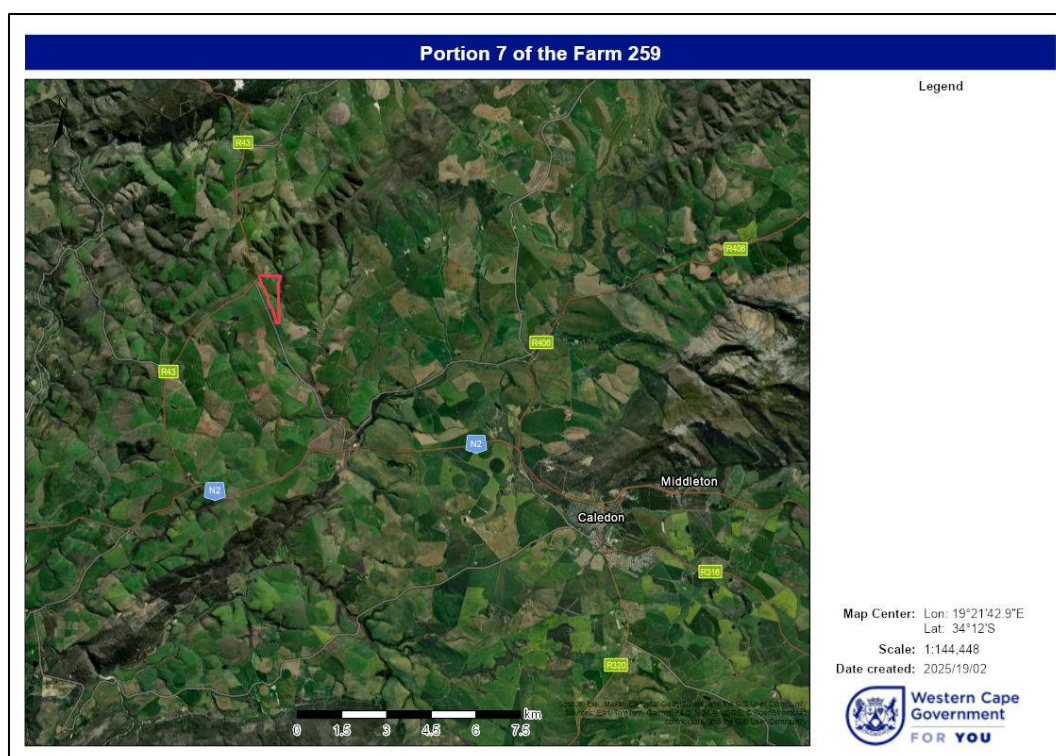 Portion 7 of the Farm 259
Legend
N
R43
R406
R406
R43
N2
N2
Middleton
Caledon
R316
R320
km
0 1.5 3 4.5 6 7.5
Map Center: Lon: 19°21'42.9"E
Lat: 34°12'S
Scale: 1:144,448
Date created: 2025/19/02
Western Cape
Government
FOR YOU